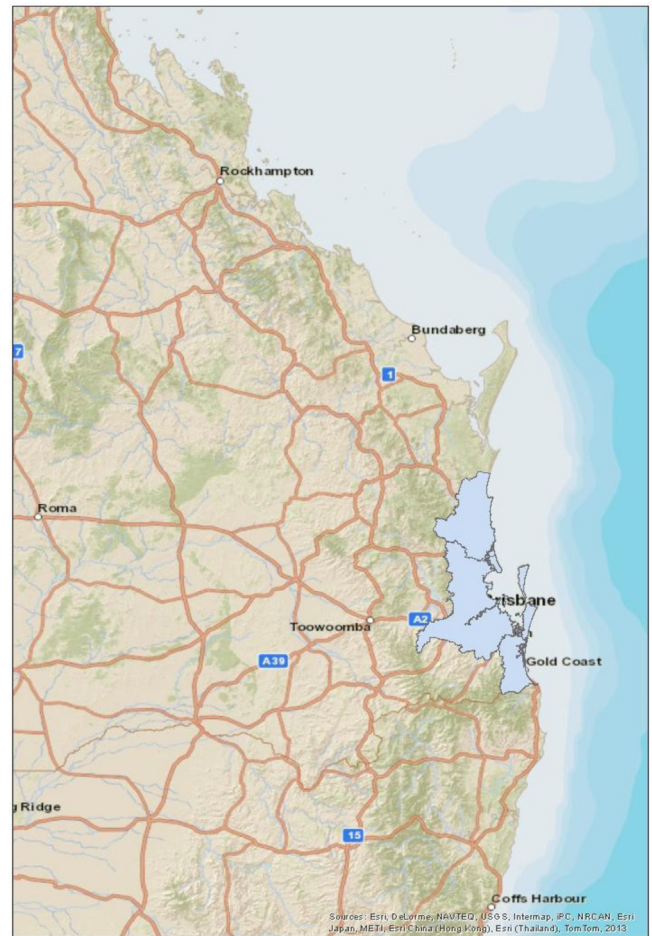 Rockhampton
Bundaberg
7
1
Roma
risbane
Toowoomba
A2
A39
Gold Coast
g Ridge
15
Coffs Harbour
Sources: Esri, DeLorme, NAVTEQ, USGS, Intermap, iPC, NRCAN, Esri
Japan, METI, Esri China (Hong Kong), Esri (Thailand), TomTom, 2013